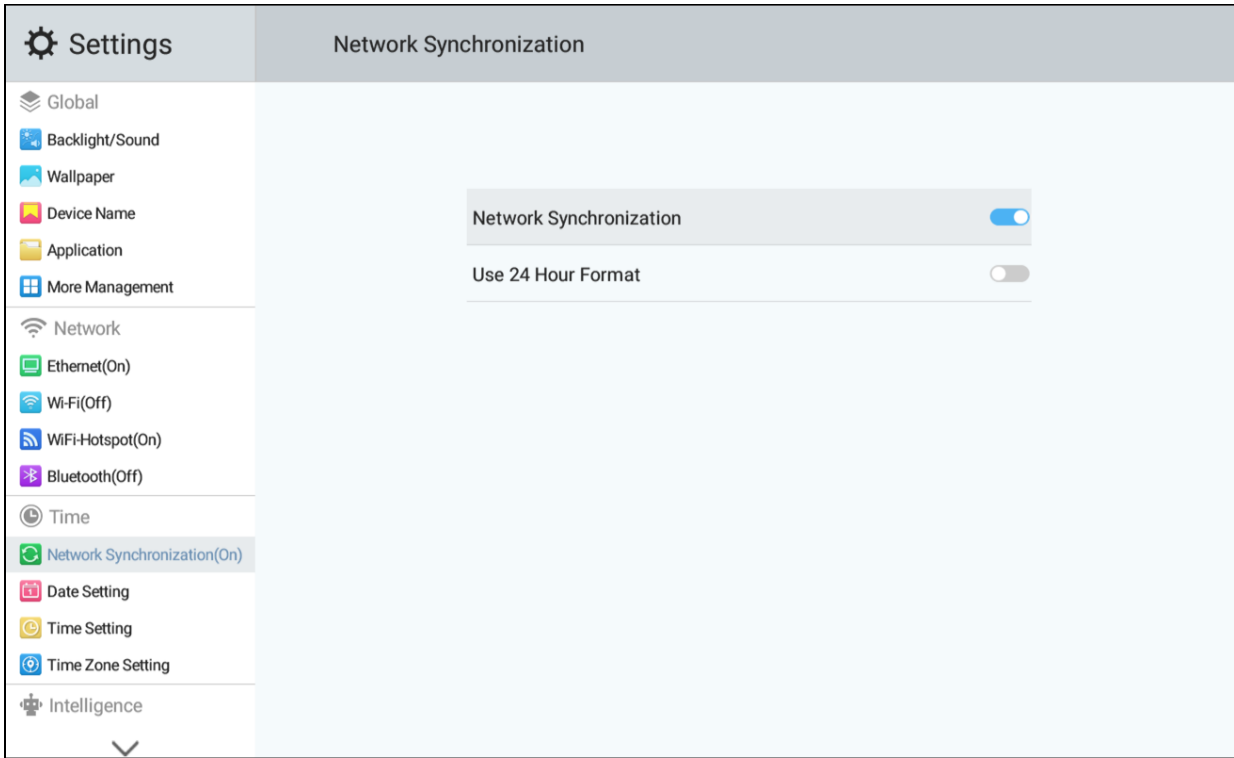 Settings
Network Synchronization
Global
Backlight/Sound
Wallpaper
Device Name
Application
More Management
Network
Ethernet(On)
Wi-Fi(Off)
WiFi-Hotspot(On)
Bluetooth(Off)
Time
Network Synchronization(On)
Date Setting
Time Setting
Time Zone Setting
Intelligence
Network Synchronization
Use 24 Hour Format